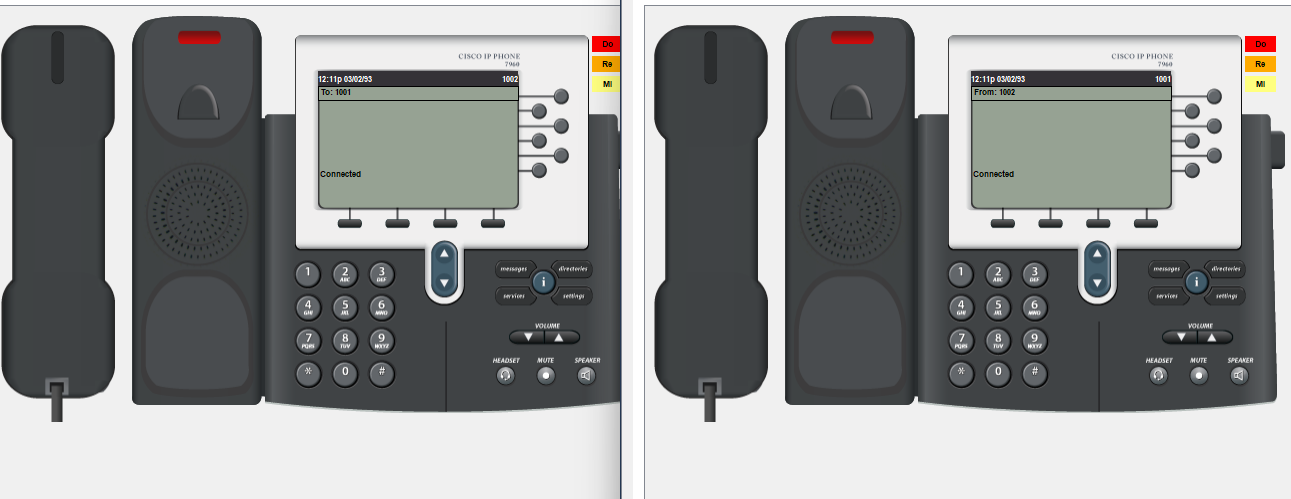 CISCO IP PHONE
7960
12:11p 03/02/93 1002
To: 1001
Connected
Do
Re
MI
1
2 ABC
3 DEF
4 GHI
5 JKL
6 MNO
7 PQRS
8 TUV
9 WXYZ
*
0
#
messages
directories
i
services
settings
VOLUME
HEADSET MUTE SPEAKER
CISCO IP PHONE
7960
12:11p 03/02/93 1001
From: 1002
Connected
Do
Re
MI
1
2 ABC
3 DEF
4 GHI
5 JKL
6 MNO
7 PQRS
8 TUV
9 WXYZ
*
0
#
messages
directories
i
services
settings
VOLUME
HEADSET MUTE SPEAKER